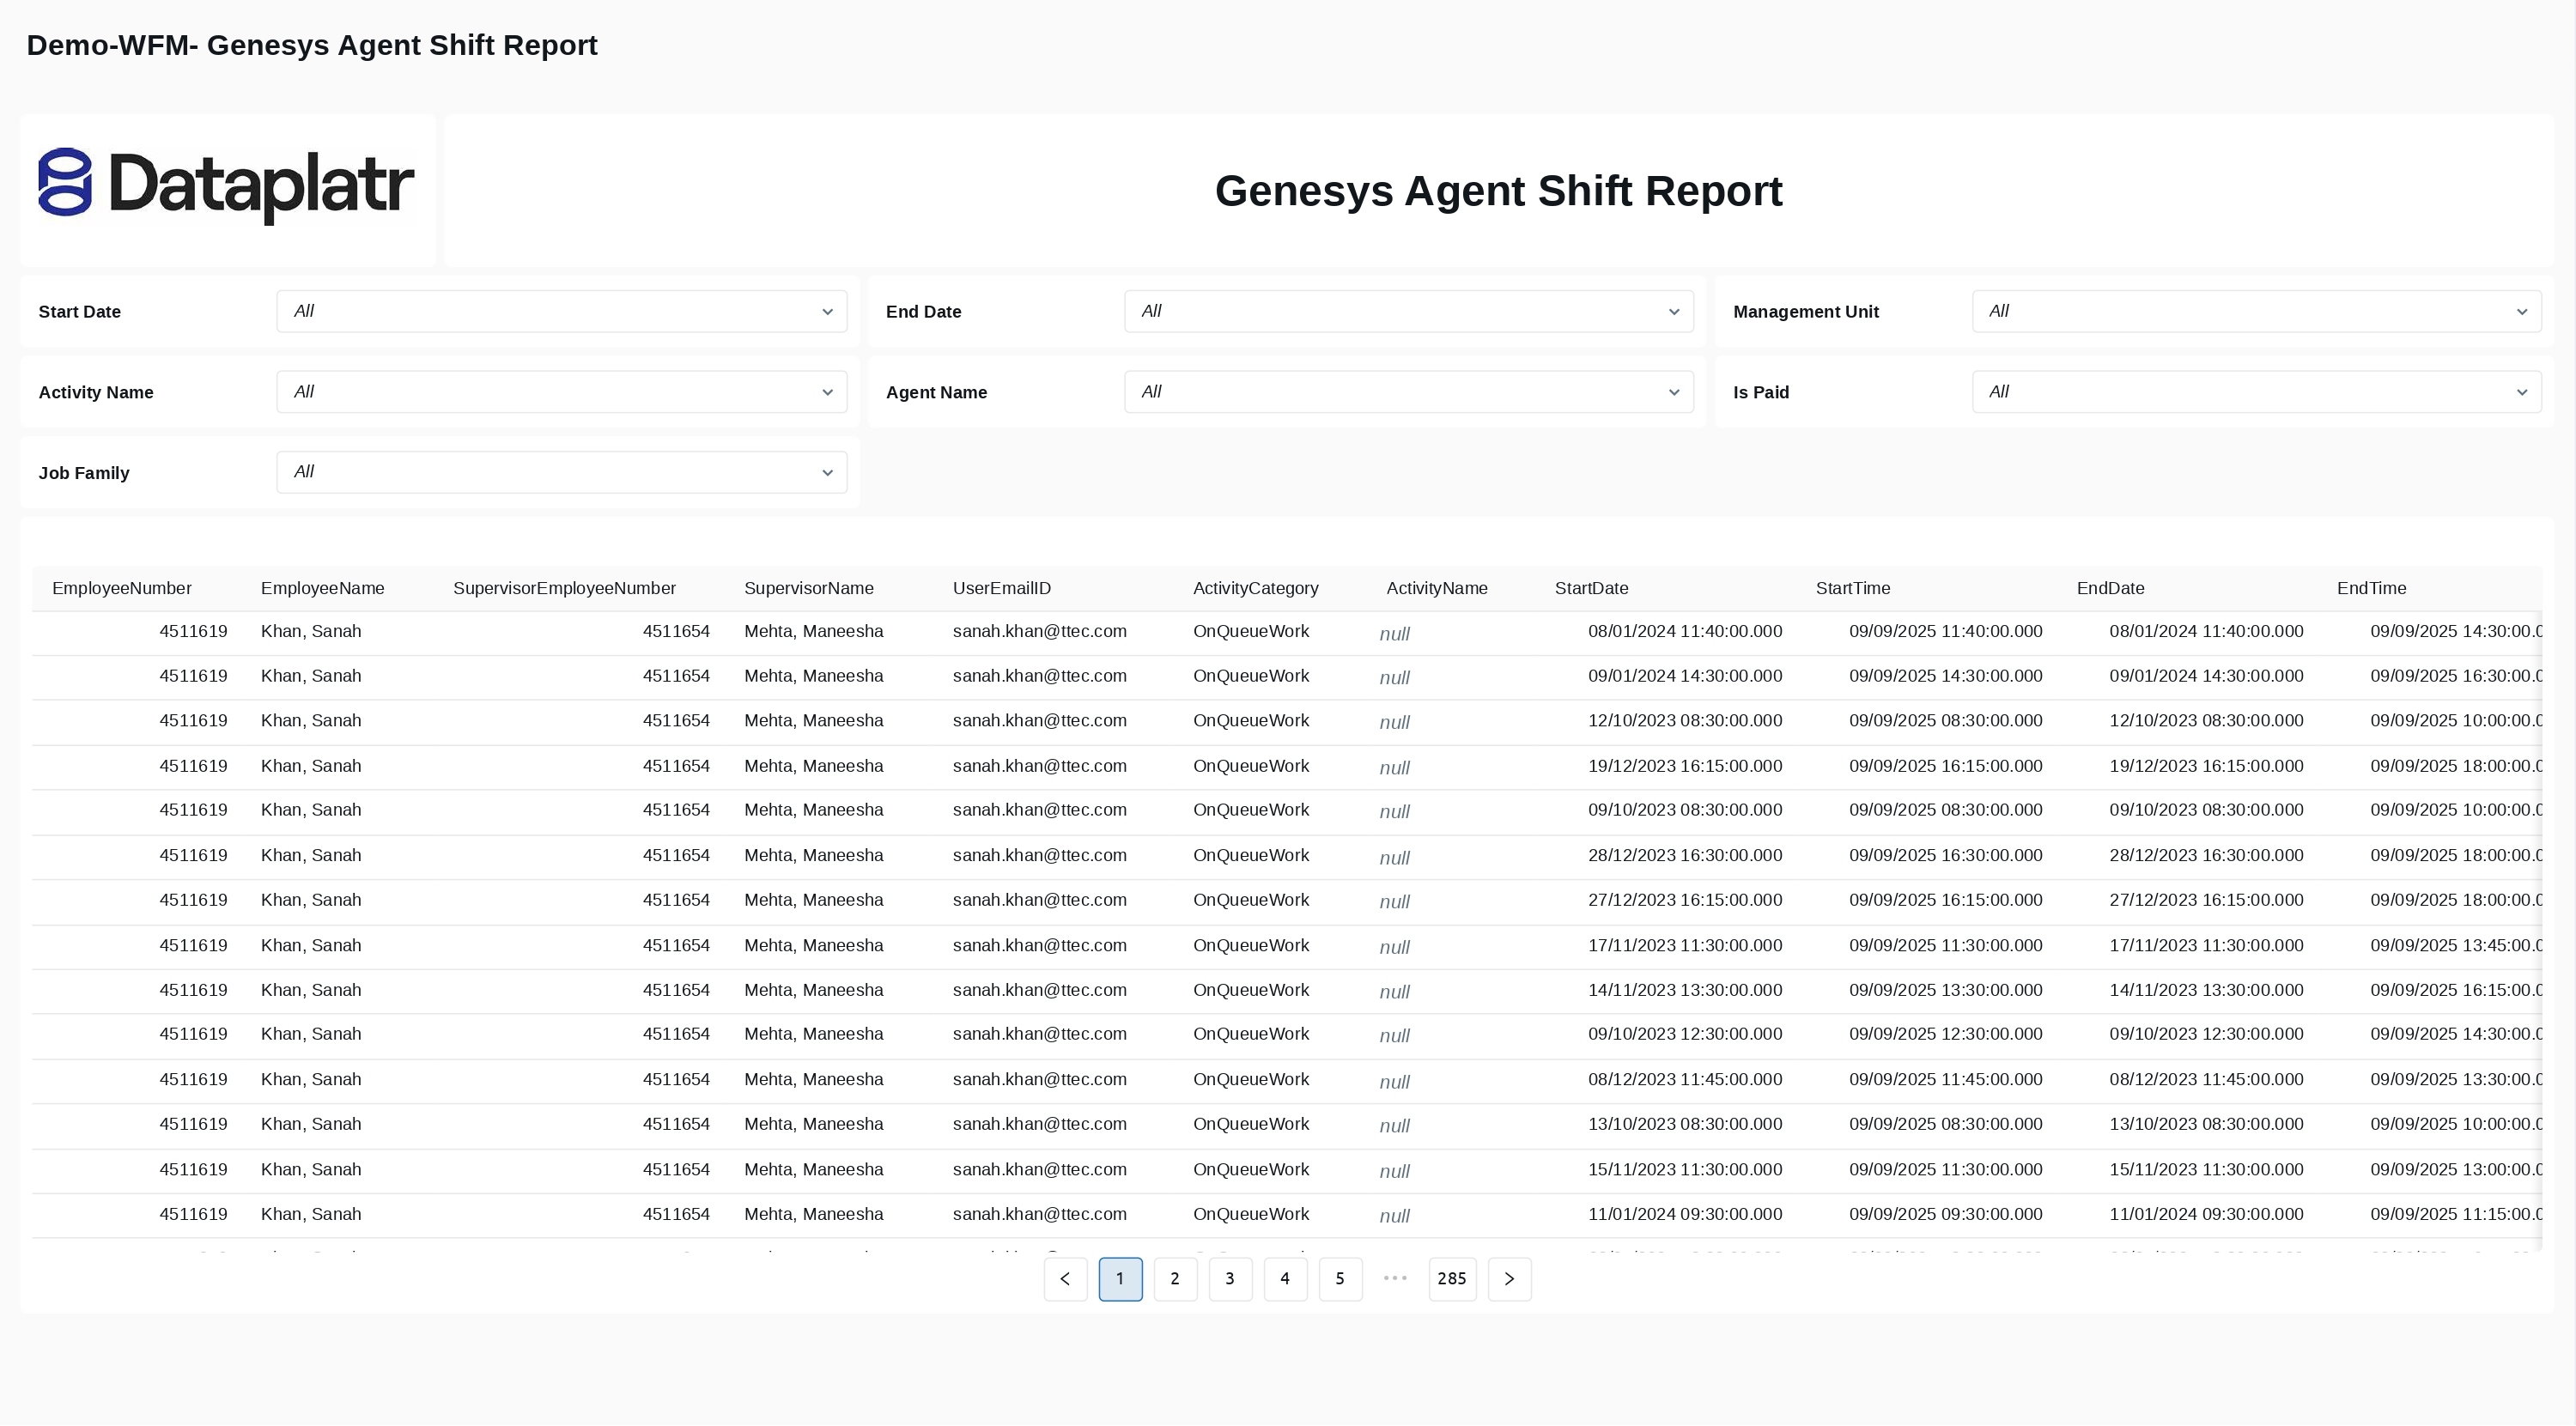 Demo-WFM- Genesys Agent Shift Report
Dataplatr
Genesys Agent Shift Report
Start Date All End Date All Management Unit All
Activity Name All Agent Name All Is Paid All
Job Family All
EmployeeNumber EmployeeName SupervisorEmployeeNumber SupervisorName UserEmailID ActivityCategory ActivityName StartDate StartTime EndDate EndTime
4511619 Khan, Sanah 4511654 Mehta, Maneesha sanah.khan@ttec.com OnQueueWork null 08/01/2024 11:40:00.000 09/09/2025 11:40:00.000 08/01/2024 11:40:00.000 09/09/2025 14:30:00.0
4511619 Khan, Sanah 4511654 Mehta, Maneesha sanah.khan@ttec.com OnQueueWork null 09/01/2024 14:30:00.000 09/09/2025 14:30:00.000 09/01/2024 14:30:00.000 09/09/2025 16:30:00.0
4511619 Khan, Sanah 4511654 Mehta, Maneesha sanah.khan@ttec.com OnQueueWork null 12/10/2023 08:30:00.000 09/09/2025 08:30:00.000 12/10/2023 08:30:00.000 09/09/2025 10:00:00.0
4511619 Khan, Sanah 4511654 Mehta, Maneesha sanah.khan@ttec.com OnQueueWork null 19/12/2023 16:15:00.000 09/09/2025 16:15:00.000 19/12/2023 16:15:00.000 09/09/2025 18:00:00.0
4511619 Khan, Sanah 4511654 Mehta, Maneesha sanah.khan@ttec.com OnQueueWork null 09/10/2023 08:30:00.000 09/09/2025 08:30:00.000 09/10/2023 08:30:00.000 09/09/2025 10:00:00.0
4511619 Khan, Sanah 4511654 Mehta, Maneesha sanah.khan@ttec.com OnQueueWork null 28/12/2023 16:30:00.000 09/09/2025 16:30:00.000 28/12/2023 16:30:00.000 09/09/2025 18:00:00.0
4511619 Khan, Sanah 4511654 Mehta, Maneesha sanah.khan@ttec.com OnQueueWork null 27/12/2023 16:15:00.000 09/09/2025 16:15:00.000 27/12/2023 16:15:00.000 09/09/2025 18:00:00.0
4511619 Khan, Sanah 4511654 Mehta, Maneesha sanah.khan@ttec.com OnQueueWork null 17/11/2023 11:30:00.000 09/09/2025 11:30:00.000 17/11/2023 11:30:00.000 09/09/2025 13:45:00.0
4511619 Khan, Sanah 4511654 Mehta, Maneesha sanah.khan@ttec.com OnQueueWork null 14/11/2023 13:30:00.000 09/09/2025 13:30:00.000 14/11/2023 13:30:00.000 09/09/2025 16:15:00.0
4511619 Khan, Sanah 4511654 Mehta, Maneesha sanah.khan@ttec.com OnQueueWork null 09/10/2023 12:30:00.000 09/09/2025 12:30:00.000 09/10/2023 12:30:00.000 09/09/2025 14:30:00.0
4511619 Khan, Sanah 4511654 Mehta, Maneesha sanah.khan@ttec.com OnQueueWork null 08/12/2023 11:45:00.000 09/09/2025 11:45:00.000 08/12/2023 11:45:00.000 09/09/2025 13:30:00.0
4511619 Khan, Sanah 4511654 Mehta, Maneesha sanah.khan@ttec.com OnQueueWork null 13/10/2023 08:30:00.000 09/09/2025 08:30:00.000 13/10/2023 08:30:00.000 09/09/2025 10:00:00.0
4511619 Khan, Sanah 4511654 Mehta, Maneesha sanah.khan@ttec.com OnQueueWork null 15/11/2023 11:30:00.000 09/09/2025 11:30:00.000 15/11/2023 11:30:00.000 09/09/2025 13:00:00.0
4511619 Khan, Sanah 4511654 Mehta, Maneesha sanah.khan@ttec.com OnQueueWork null 11/01/2024 09:30:00.000 09/09/2025 09:30:00.000 11/01/2024 09:30:00.000 09/09/2025 11:15:00.0
1 2 3 4 5 ••• 285